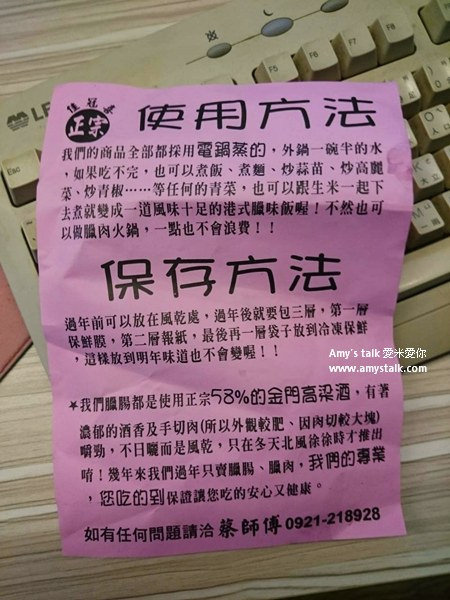 佳冠興
正宗
使用方法
我們的商品全部都採用電鍋蒸的，外鍋一碗半的水
，如果吃不完，也可以煮飯、煮麵、炒蒜苗、炒高麗
菜、炒青椒……等任何的青菜，也可以跟生米一起下
去煮就變成一道風味十足的港式臘味飯喔！不然也可
以做臘肉火鍋，一點也不會浪費！！
保存方法
過年前可以放在風乾處，過年後就要包三層，第一層
保鮮膜，第二層報紙，最後再一層袋子放到冷凍保鮮
，這樣放到明年味道也不會變喔！！
Amy's talk 愛米愛你
www.amystalk.com
★我們臘腸都是使用正宗58%的金門高梁酒，有著
濃郁的酒香及手切肉(所以外觀較肥、因肉切較大塊)
嚼勁，不日曬而是風乾，只在冬天北風徐徐時才推出
唷！幾年來我們過年只賣臘腸、臘肉，我們的專業
，您吃的到保證讓您吃的安心又健康。
如有任何問題請洽 蔡師傅 0921-218928
Esc
F5